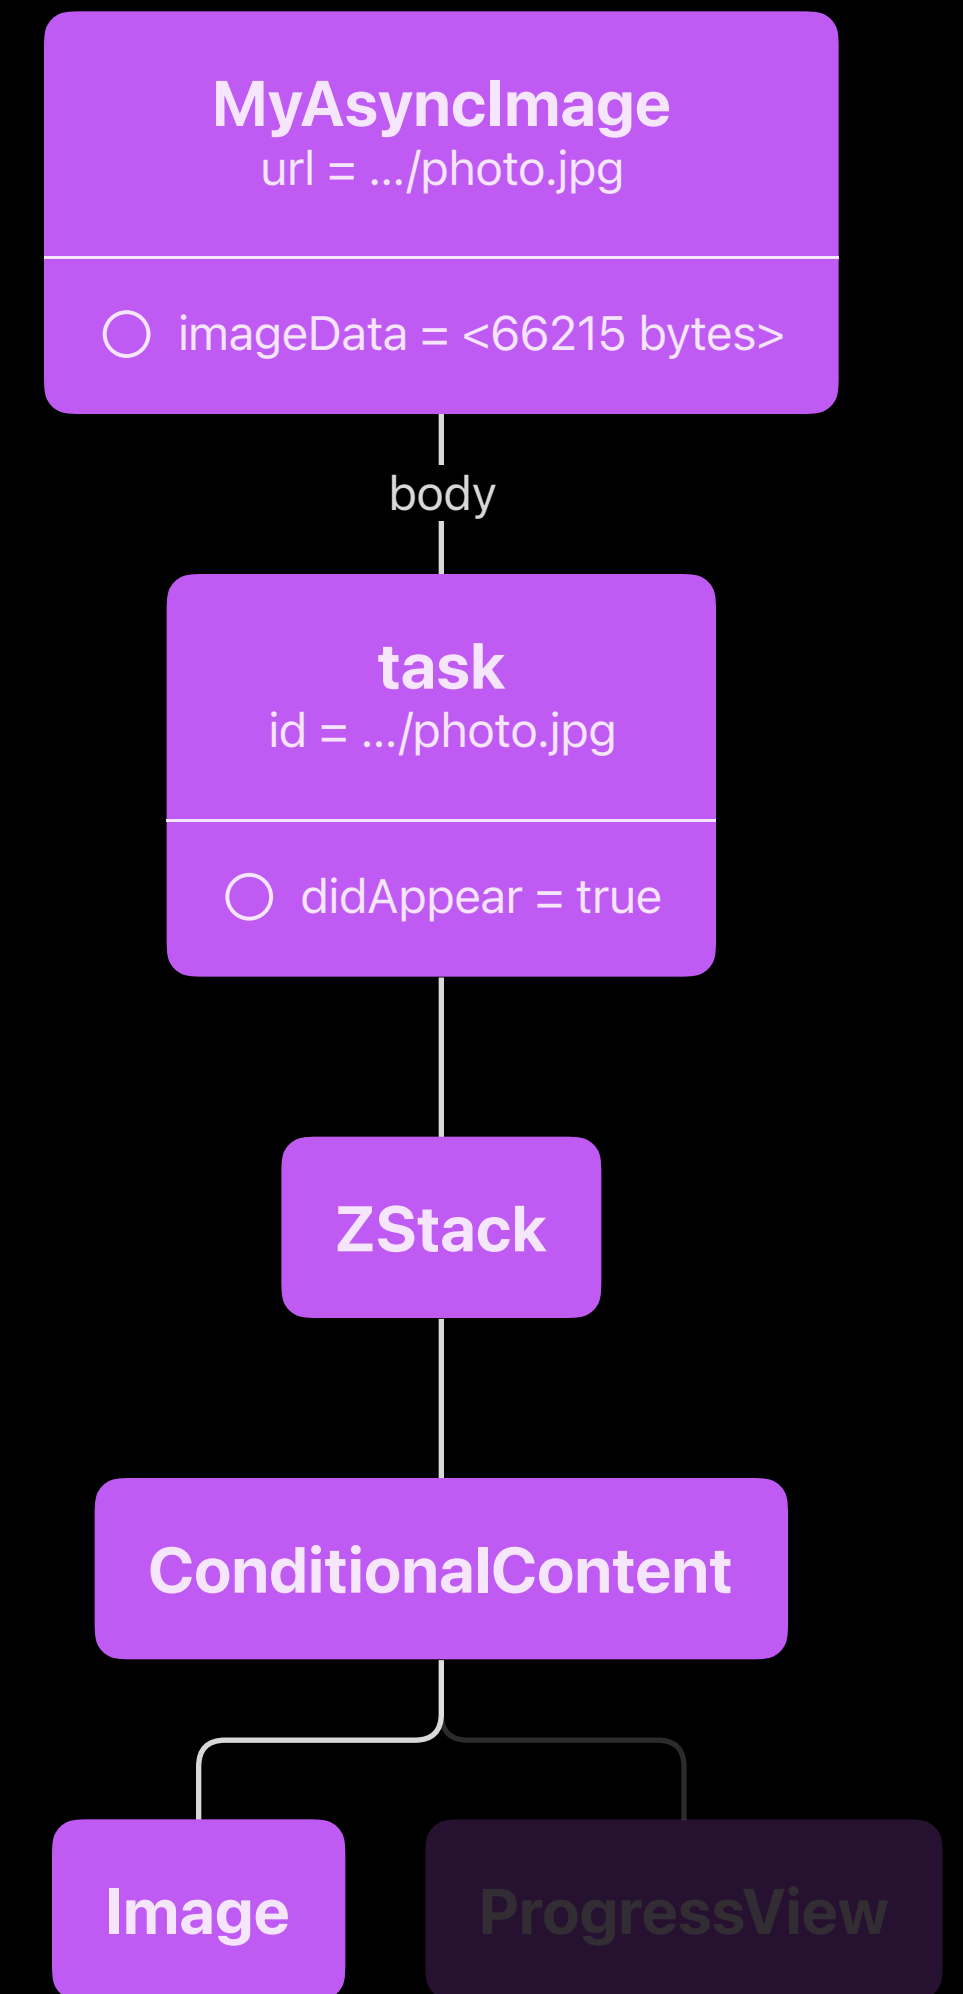 MyAsyncImage
url = .../photo.jpg
imageData = <66215 bytes>
body
task
id = .../photo.jpg
didAppear = true
ZStack
ConditionalContent
Image
ProgressView